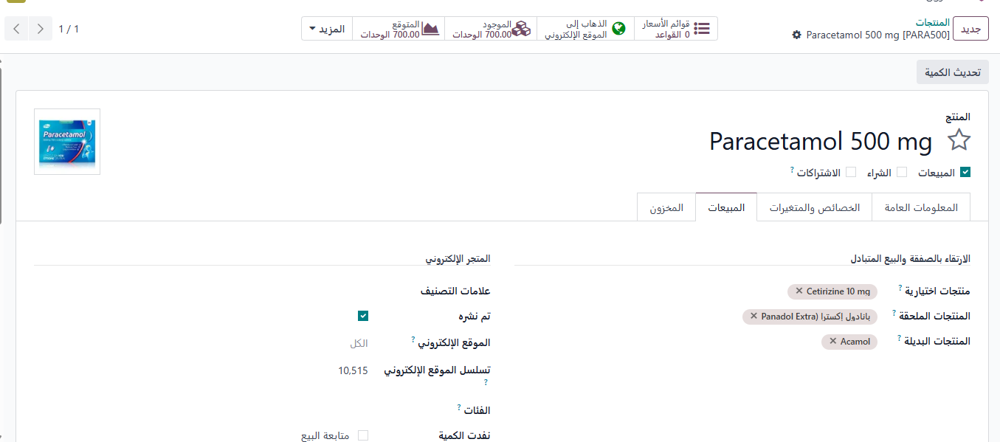 جديد
المنتجات
Paracetamol 500 mg [PARA500]
قوائم الأسعار
0 القواعد
الذهاب إلى
الموقع الإلكتروني
الموجود
700.00 الوحدات
المتوقع
700.00 الوحدات
المزيد
1 / 1
تحديث الكمية
المنتج
Paracetamol 500 mg
Paracetamol
المبيعات
الشراء
الاشتراكات ?
المعلومات العامة
الخصائص والمتغيرات
المبيعات
المخزون
الارتقاء بالصفقة والبيع المتبادل
منتجات اختيارية ?
Cetirizine 10 mg ✕
المنتجات الملحقة ?
بانادول إكسترا (Panadol Extra ✕
المنتجات البديلة ?
Acamol ✕
المتجر الإلكتروني
علامات التصنيف
تم نشره
الموقع الإلكتروني ?
الكل
تسلسل الموقع الإلكتروني
?
10,515
الفئات ?
نفدت الكمية
متابعة البيع